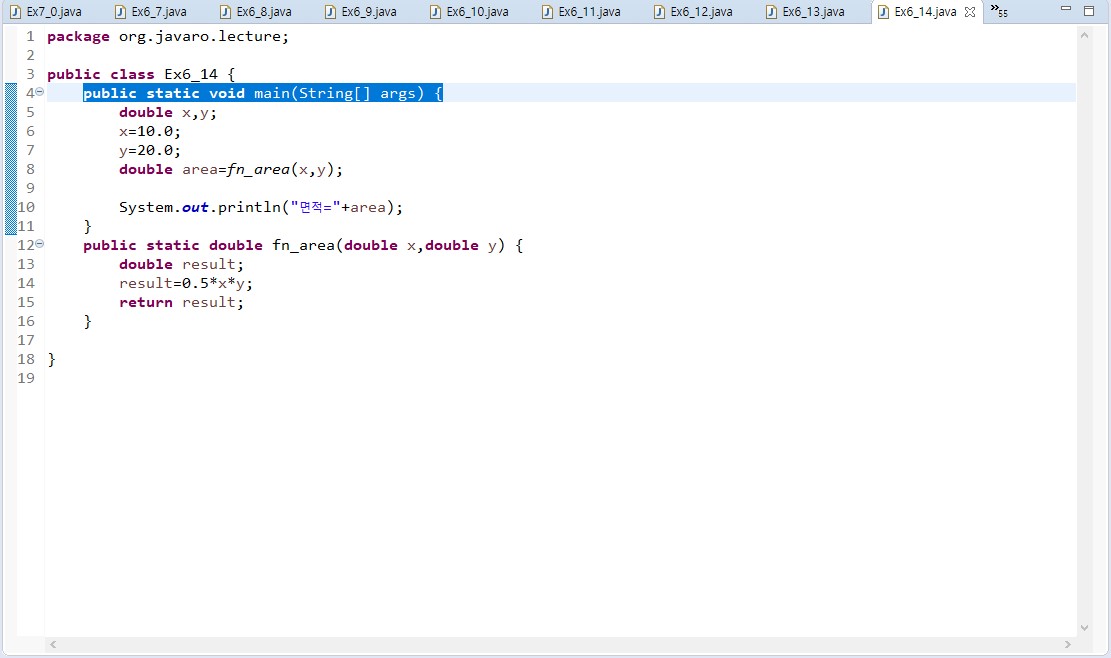 Ex7_0.java Ex6_7.java Ex6_8.java Ex6_9.java Ex6_10.java Ex6_11.java Ex6_12.java Ex6_13.java Ex6_14.java »55
1 package org.javaro.lecture;
2
3 public class Ex6_14 {
4 public static void main(String[] args) {
5 double x,y;
6 x=10.0;
7 y=20.0;
8 double area=fn_area(x,y);
9
10 System.out.println("면적="+area);
11 }
12 public static double fn_area(double x,double y) {
13 double result;
14 result=0.5*x*y;
15 return result;
16 }
17
18 }
19